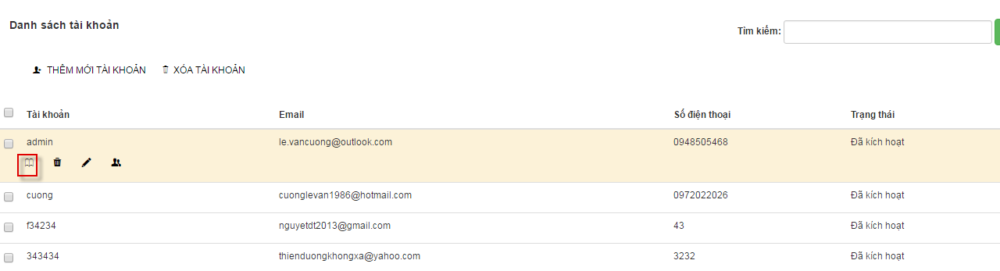 Danh sách tài khoản
Tìm kiếm:
THÊM MỚI TÀI KHOẢN XÓA TÀI KHOẢN
Tài khoản Email Số điện thoại Trạng thái
admin le.vancuong@outlook.com 0948505468 Đã kích hoạt
cuong cuonglevan1986@hotmail.com 0972022026 Đã kích hoạt
f34234 nguyetdt2013@gmail.com 43 Đã kích hoạt
343434 thienduongkhongxa@yahoo.com 3232 Đã kích hoạt